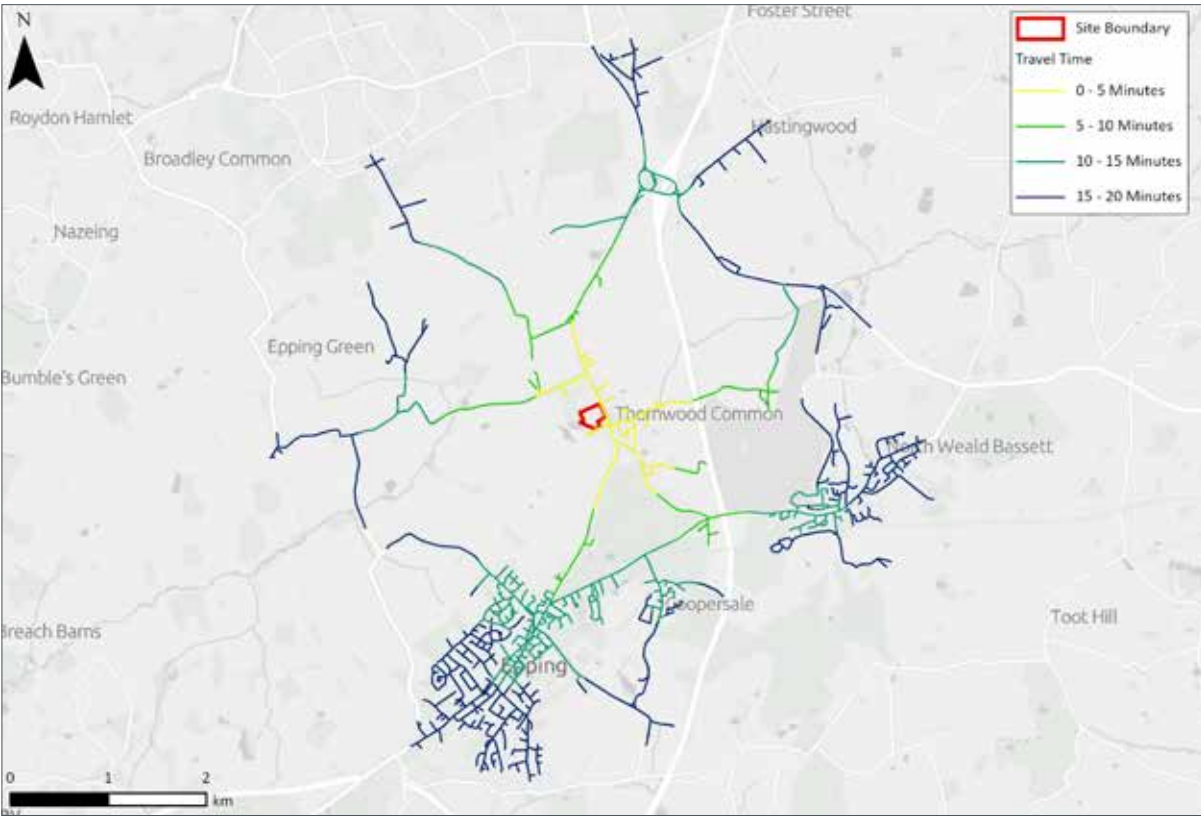 N
Foster Street
Site Boundary
Travel Time
0 - 5 Minutes
5 - 10 Minutes
10 - 15 Minutes
15 - 20 Minutes
Roydon Hamlet
Hastingwood
Broadley Common
Nazeing
Epping Green
Bumble's Green
Thornwood Common
North Weald Bassett
Coopersale
Toot Hill
Breach Barns
Epping
0 1 2
km